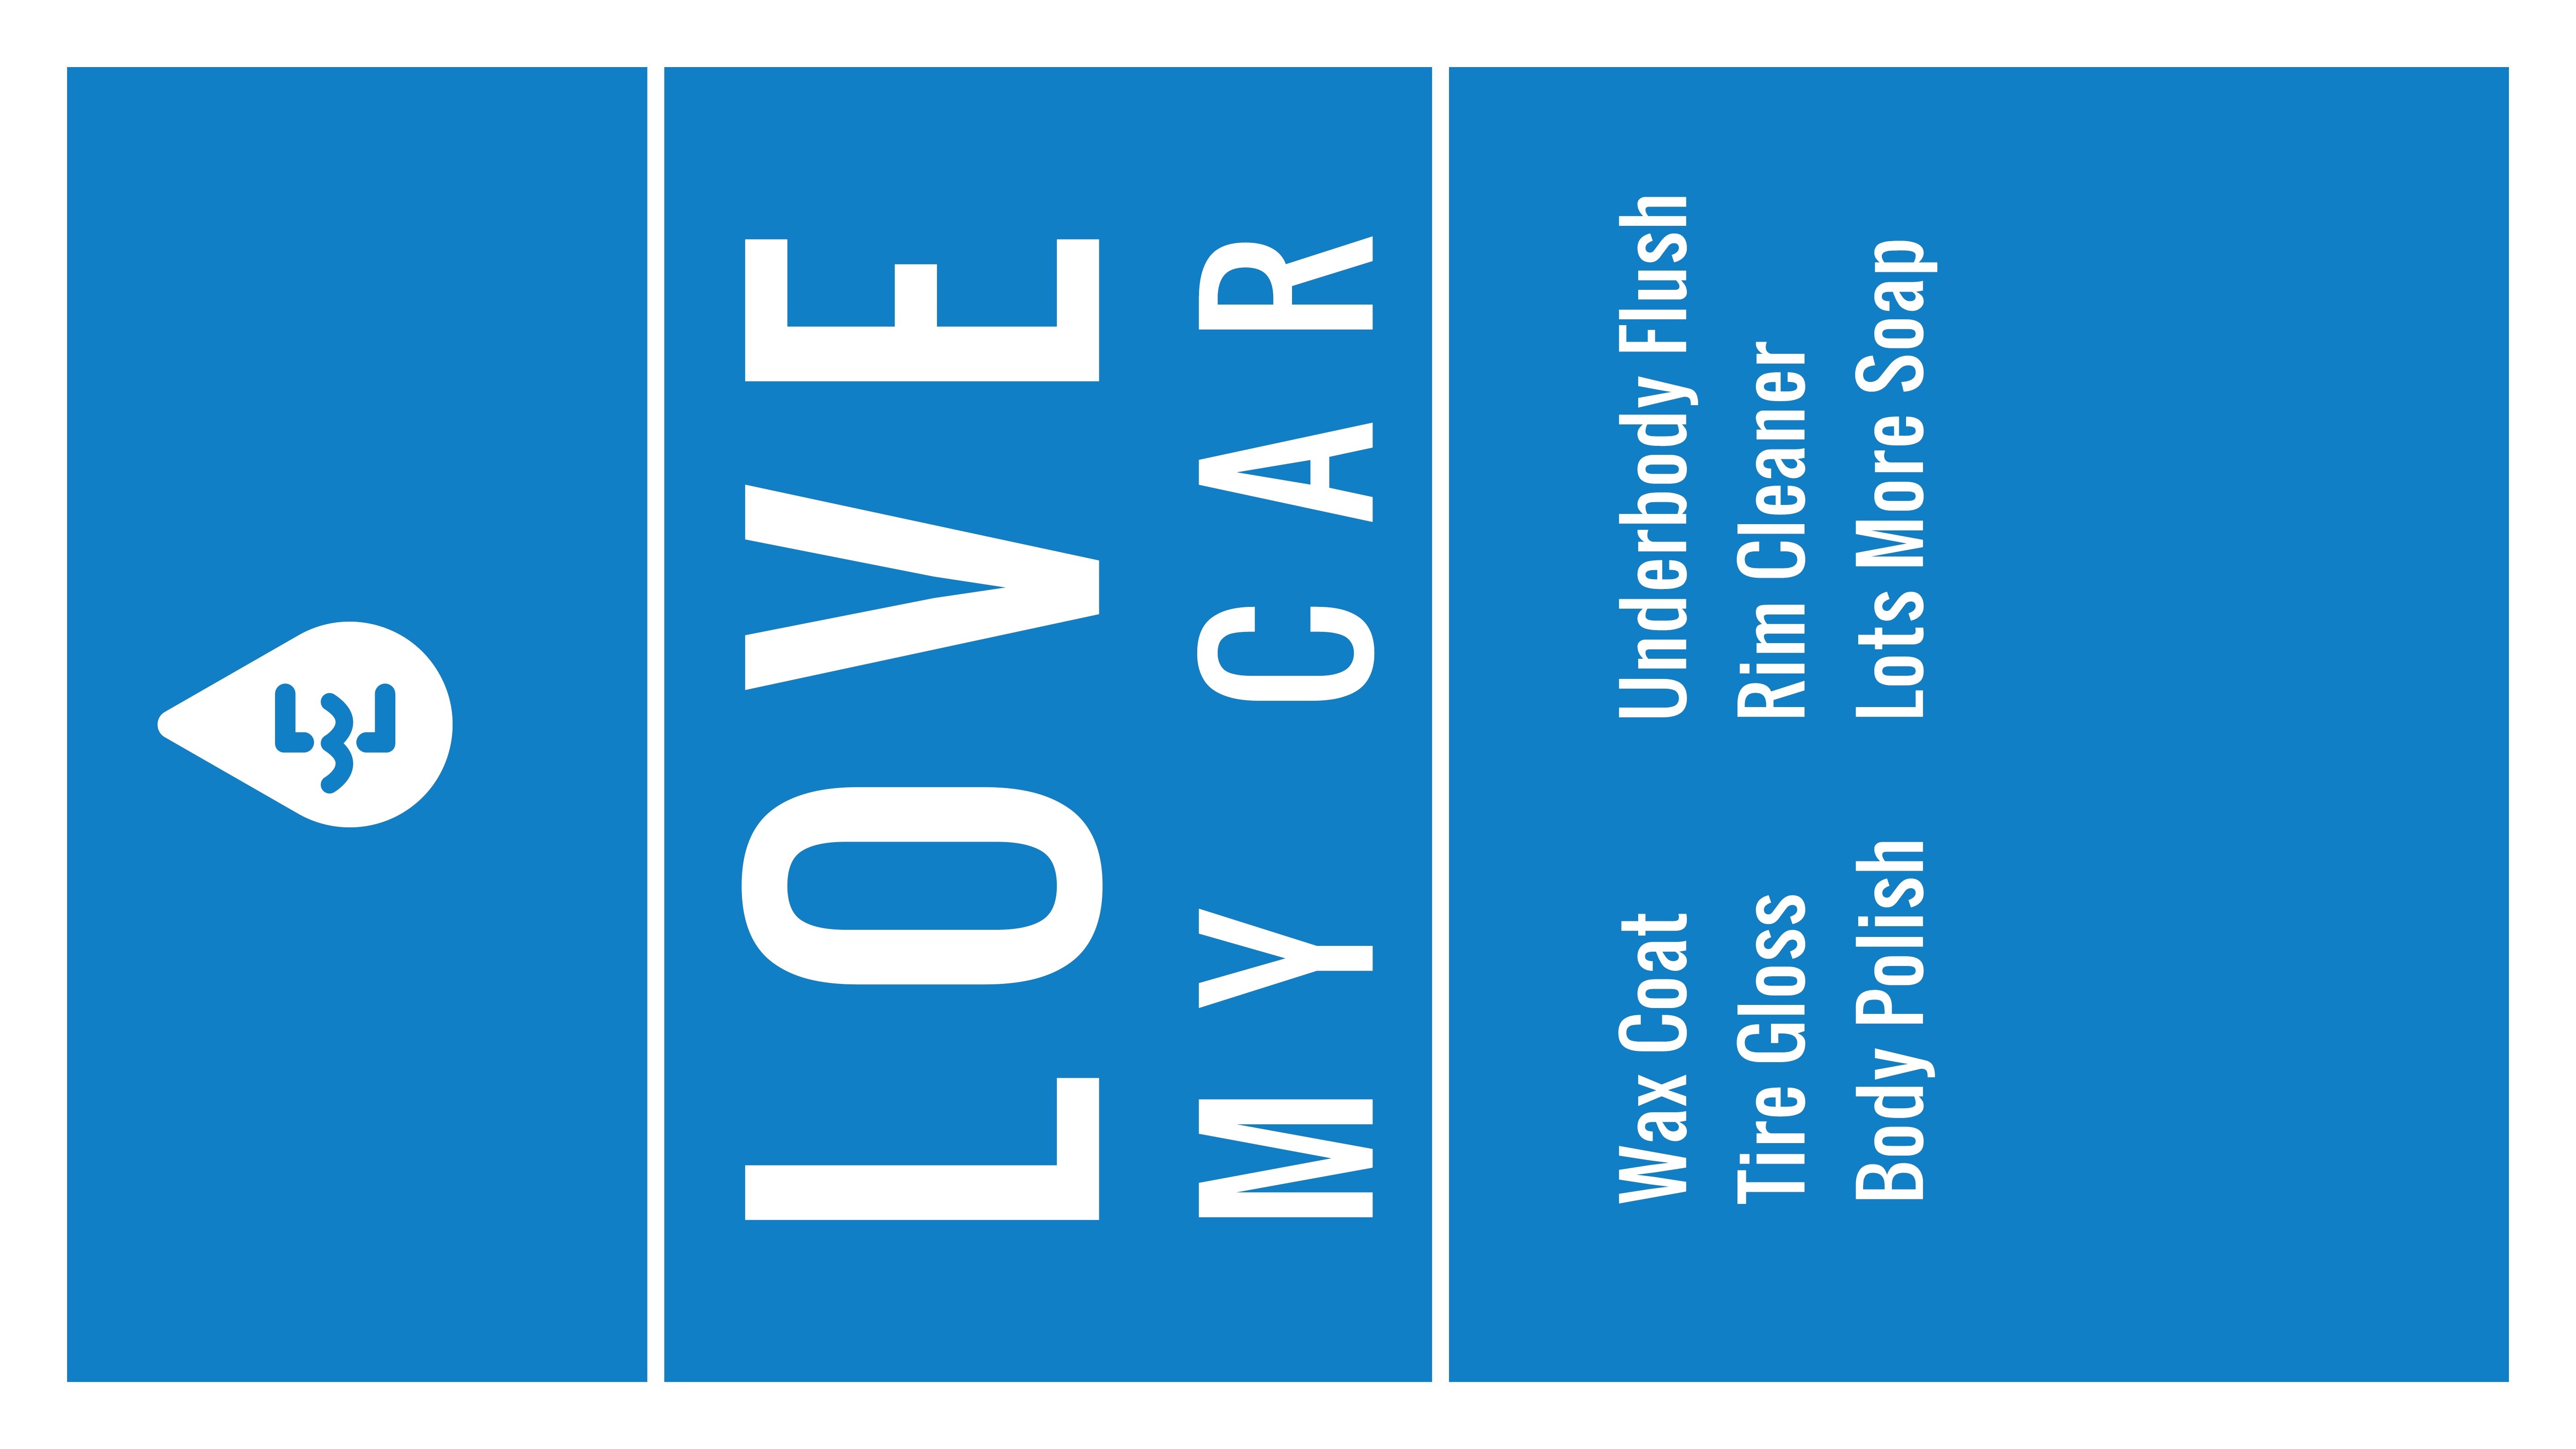 LOVE
MY CAR
Wax Coat
Tire Gloss
Body Polish
Underbody Flush
Rim Cleaner
Lots More Soap